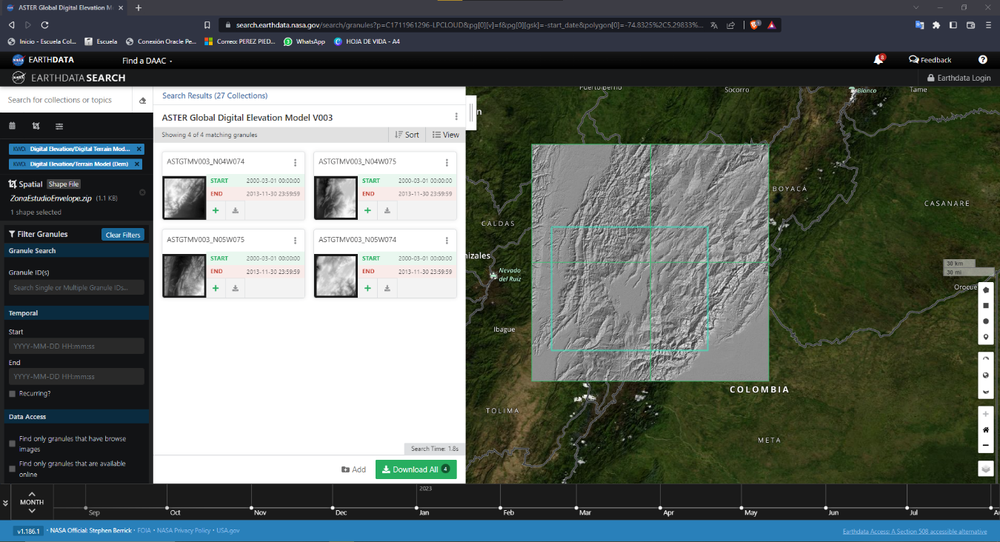 ASTER Global Digital Elevation M
search.earthdata.nasa.gov/search/granules?p=C1711961296-LPCLOUD&pg[0][v]=f&pg[0][gsk]=-start_date&polygon[0]=-74.8325%2C5.29833%...
Inicio - Escuela Col...
Escuela
Conexión Oracle Pe...
Correo: PEREZ PIED...
WhatsApp
HOJA DE VIDA - A4
EARTHDATA
Find a DAAC
8
Feedback
?
EARTHDATA SEARCH
Earthdata Login
Search for collections or topics
KWD: Digital Elevation/Digital Terrain Mod...
KWD: Digital Elevation/Terrain Model (Dem)
Spatial Shape File
ZonaEstudioEnvelope.zip (1.1 KB)
1 shape selected
Filter Granules
Clear Filters
Granule Search
Granule ID(s)
Search Single or Multiple Granule IDs...
Temporal
Start
YYYY-MM-DD HH:mm:ss
End
YYYY-MM-DD HH:mm:ss
Recurring?
Data Access
Find only granules that have browse
images
Find only granules that are available
online
Search Results (27 Collections)
ASTER Global Digital Elevation Model V003
Showing 4 of 4 matching granules
Sort
View
ASTGTMV003_N04W074
START 2000-03-01 00:00:00
END 2013-11-30 23:59:59
ASTGTMV003_N04W075
START 2000-03-01 00:00:00
END 2013-11-30 23:59:59
ASTGTMV003_N05W075
START 2000-03-01 00:00:00
END 2013-11-30 23:59:59
ASTGTMV003_N05W074
START 2000-03-01 00:00:00
END 2013-11-30 23:59:59
Search Time: 1.8s
Add
Download All 4
Puerto Berrio
Socorro
Blanco
Tame
BOYACÁ
CASANARE
CALDAS
nizales
Nevado
del Ruiz
30 km
30 mi
Orocue
Ibague
COLOMBIA
TOLIMA
META
MONTH
2023
Sep
Oct
Nov
Dec
Jan
Feb
Mar
Apr
May
Jun
Jul
v1.186.1
• NASA Official: Stephen Berrick • FOIA • NASA Privacy Policy • USA.gov
Earthdata Access: A Section 508 accessible alternative